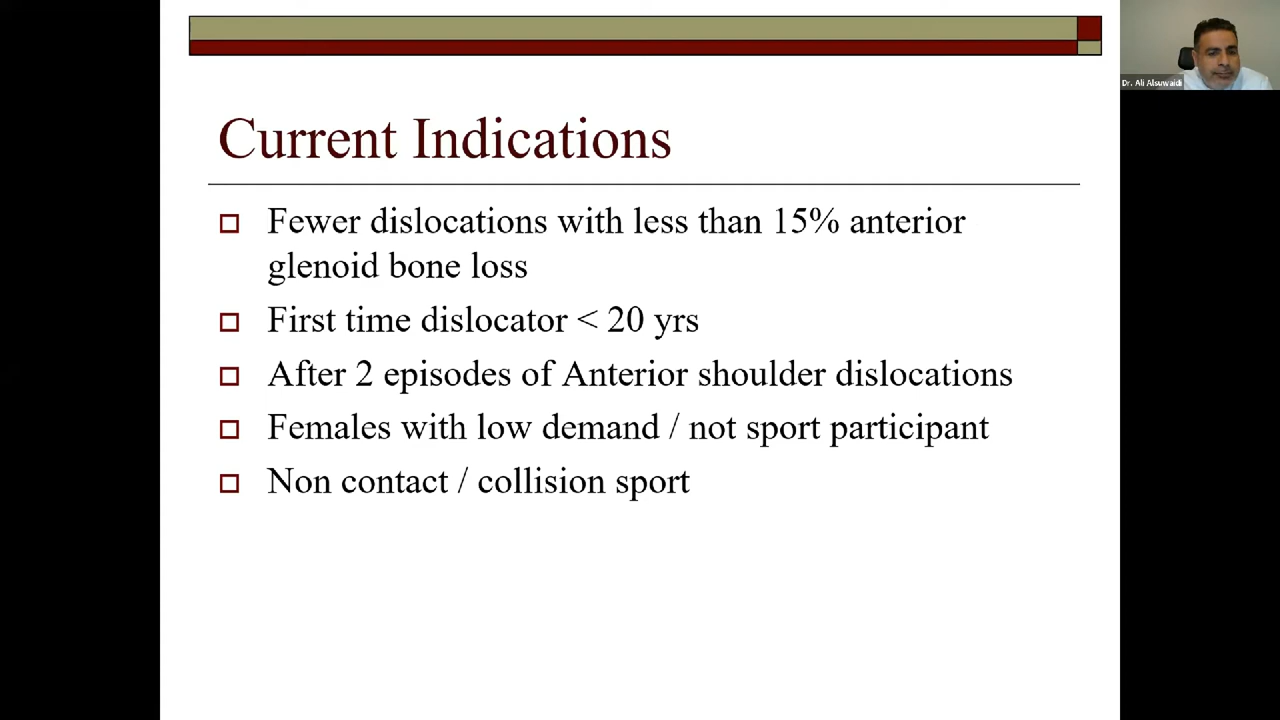 Dr. Ali Alsuwaidi
Current Indications
Fewer dislocations with less than 15% anterior
glenoid bone loss
First time dislocator < 20 yrs
After 2 episodes of Anterior shoulder dislocations
Females with low demand / not sport participant
Non contact / collision sport